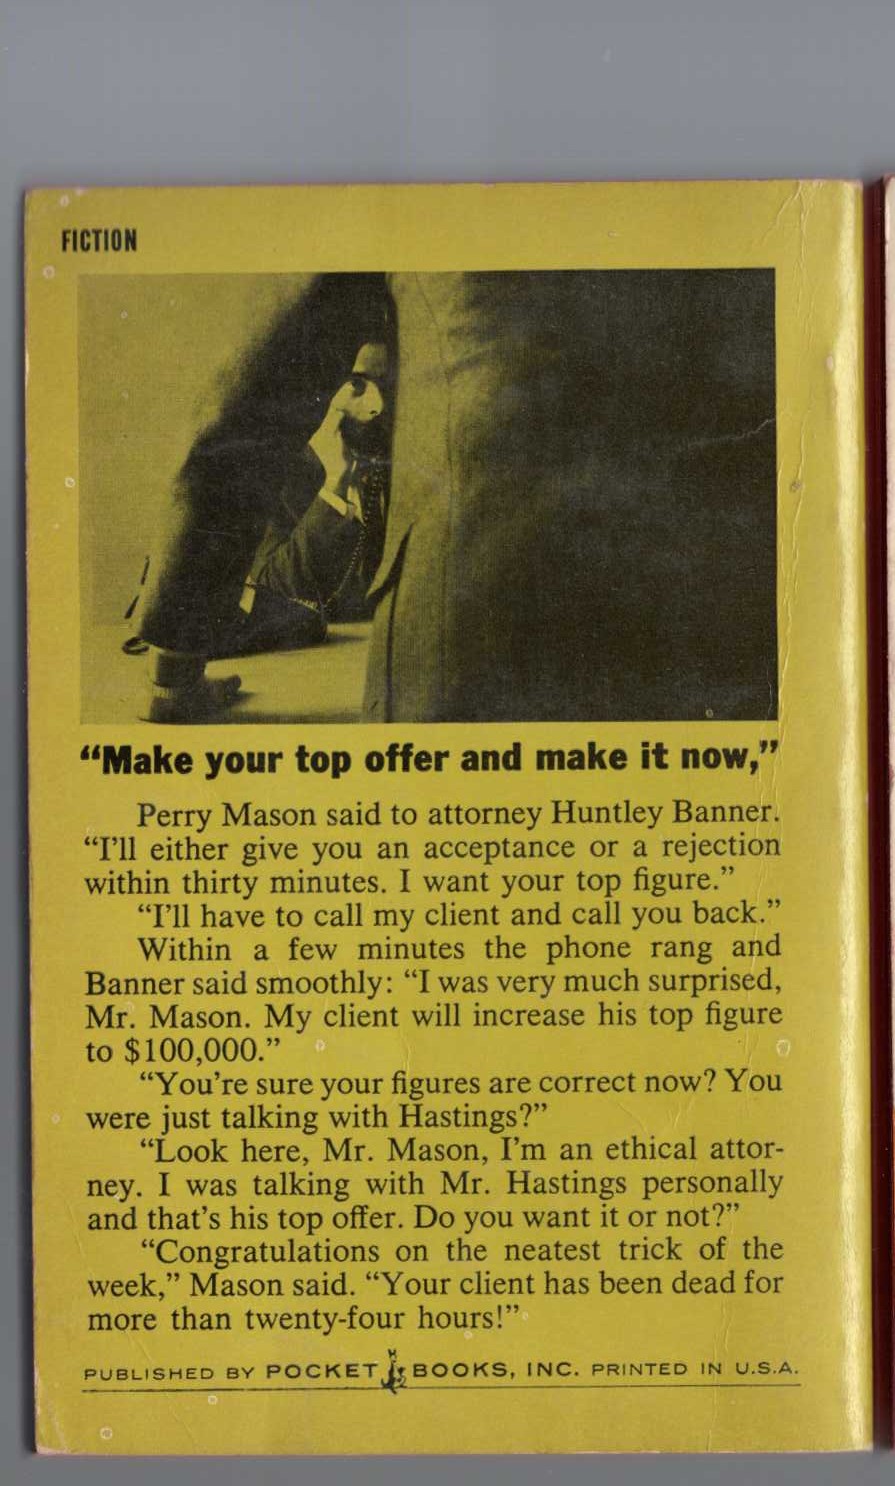 FICTION
“Make your top offer and make it now,”
Perry Mason said to attorney Huntley Banner.
“I’ll either give you an acceptance or a rejection
within thirty minutes. I want your top figure.”
“I’ll have to call my client and call you back.”
Within a few minutes the phone rang and
Banner said smoothly: “I was very much surprised,
Mr. Mason. My client will increase his top figure
to $100,000.”
“You’re sure your figures are correct now? You
were just talking with Hastings?”
“Look here, Mr. Mason, I’m an ethical attor-
ney. I was talking with Mr. Hastings personally
and that’s his top offer. Do you want it or not?”
“Congratulations on the neatest trick of the
week,” Mason said. “Your client has been dead for
more than twenty-four hours!”
PUBLISHED BY POCKET BOOKS, INC. PRINTED IN U.S.A.